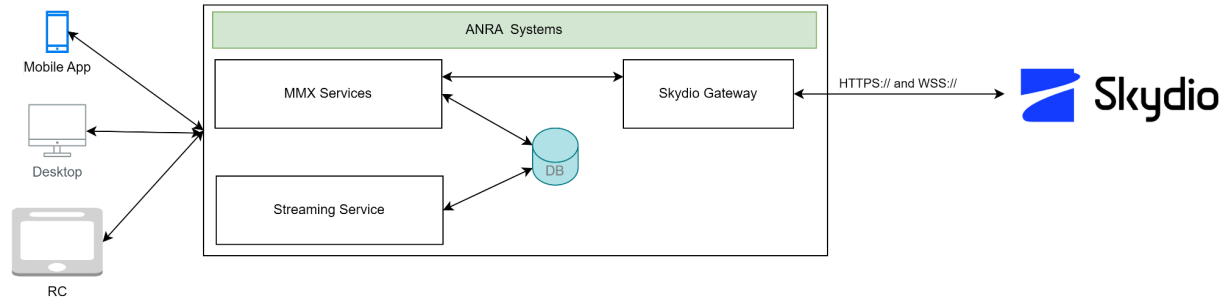 ANRA Systems
Mobile App
MMX Services
Skydio Gateway
HTTPS:// and WSS://
Skydio
Desktop
DB
Streaming Service
RC